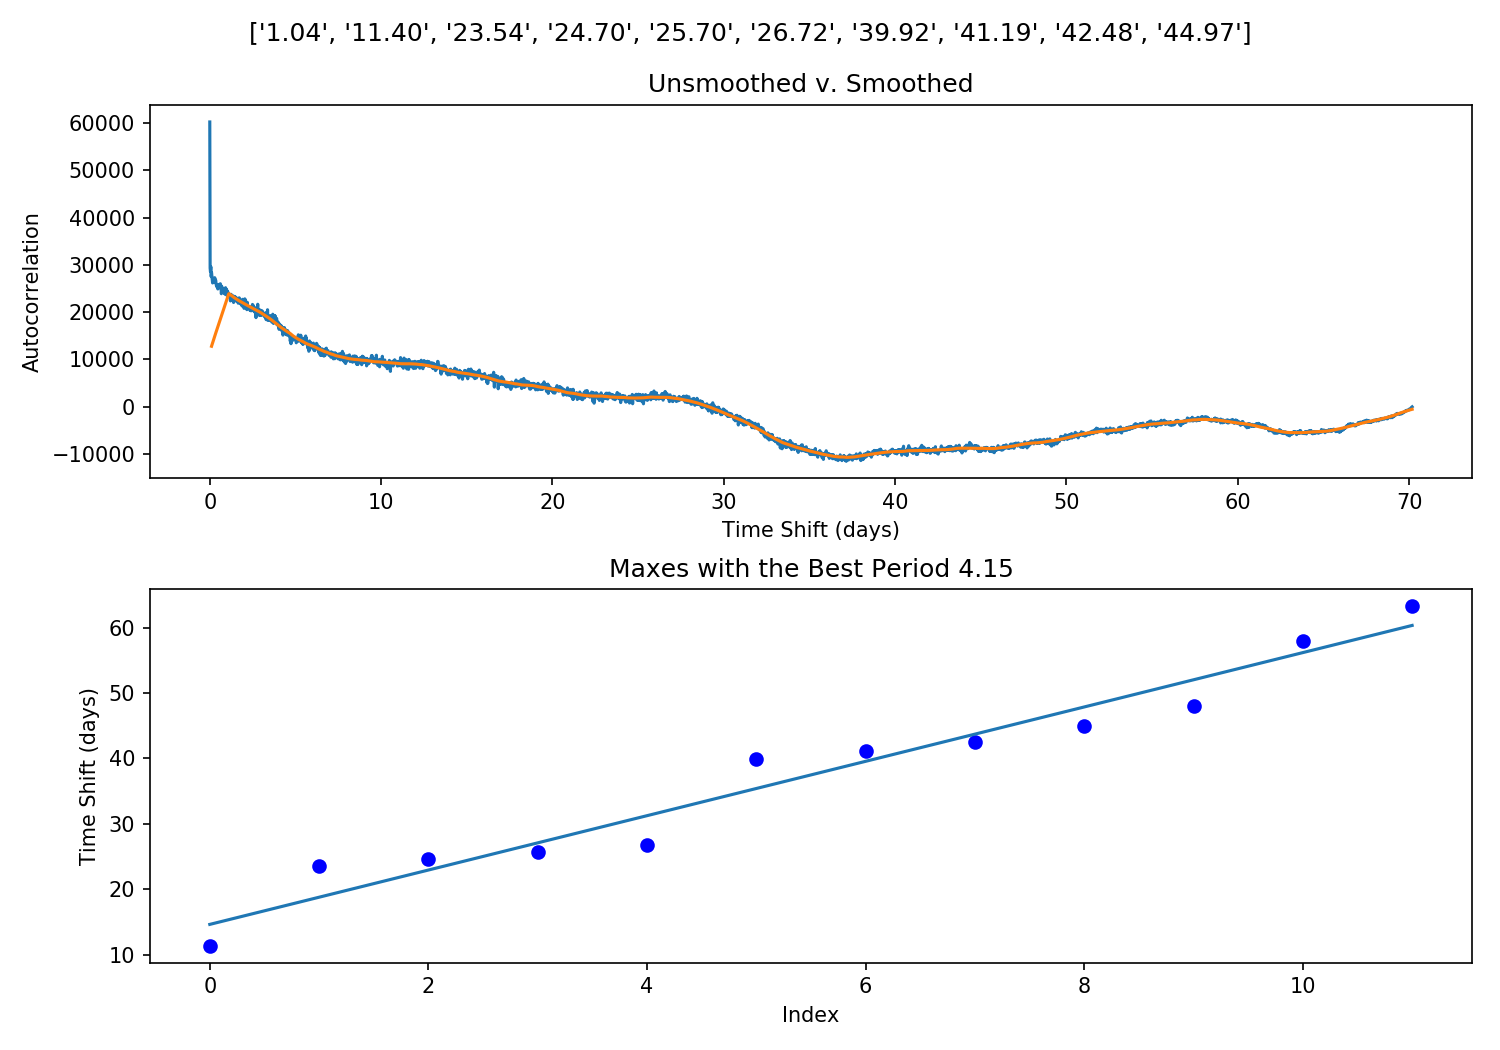 ['1.04', '11.40', '23.54', '24.70', '25.70', '26.72', '39.92', '41.19', '42.48', '44.97']
Unsmoothed v. Smoothed
60000
50000
40000
30000
20000
10000
0
−10000
Autocorrelation
0 10 20 30 40 50 60 70
Time Shift (days)
Maxes with the Best Period 4.15
60
50
40
30
20
10
Time Shift (days)
0 2 4 6 8 10
Index